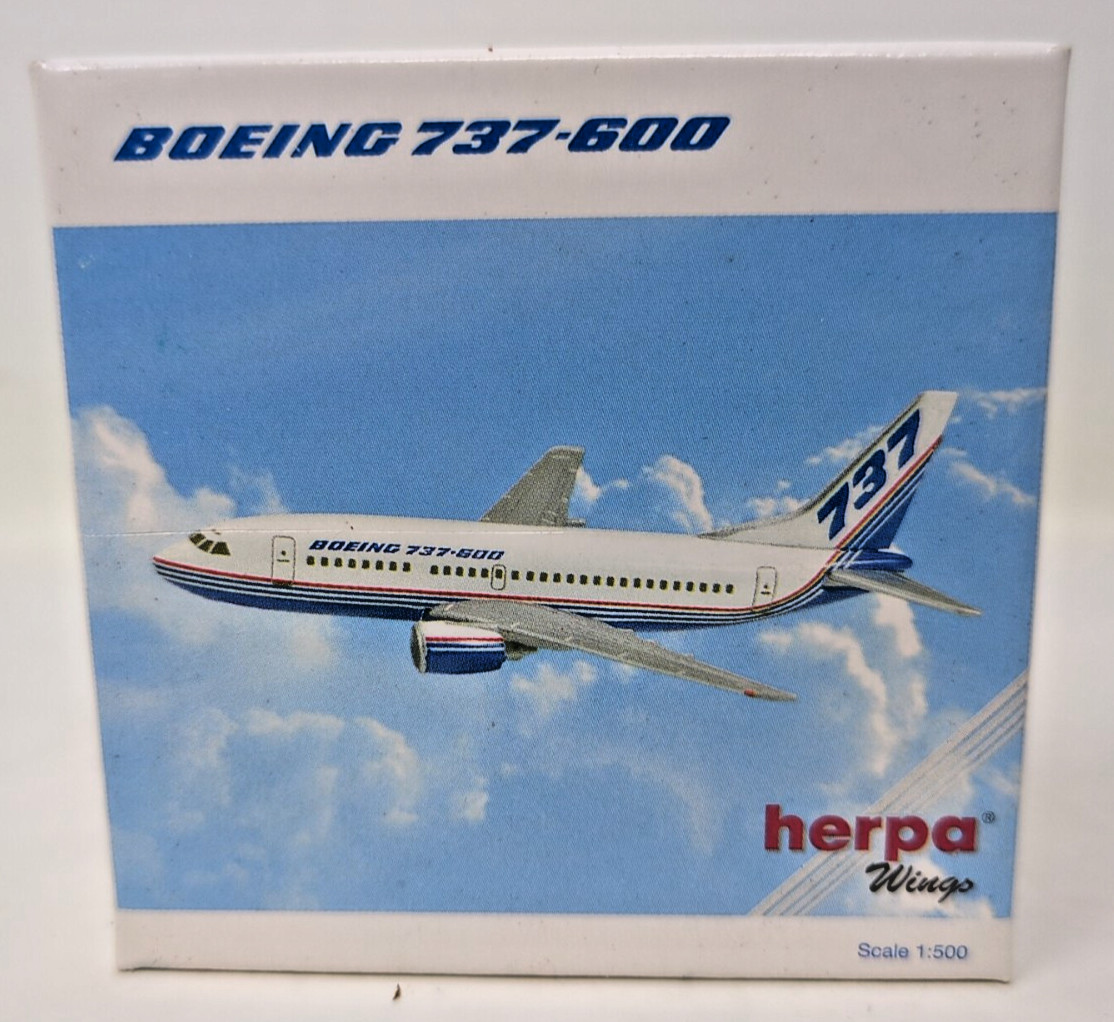 BOEING 737-600
737
BOEING 737-600
herpa®
Wings
Scale 1:500